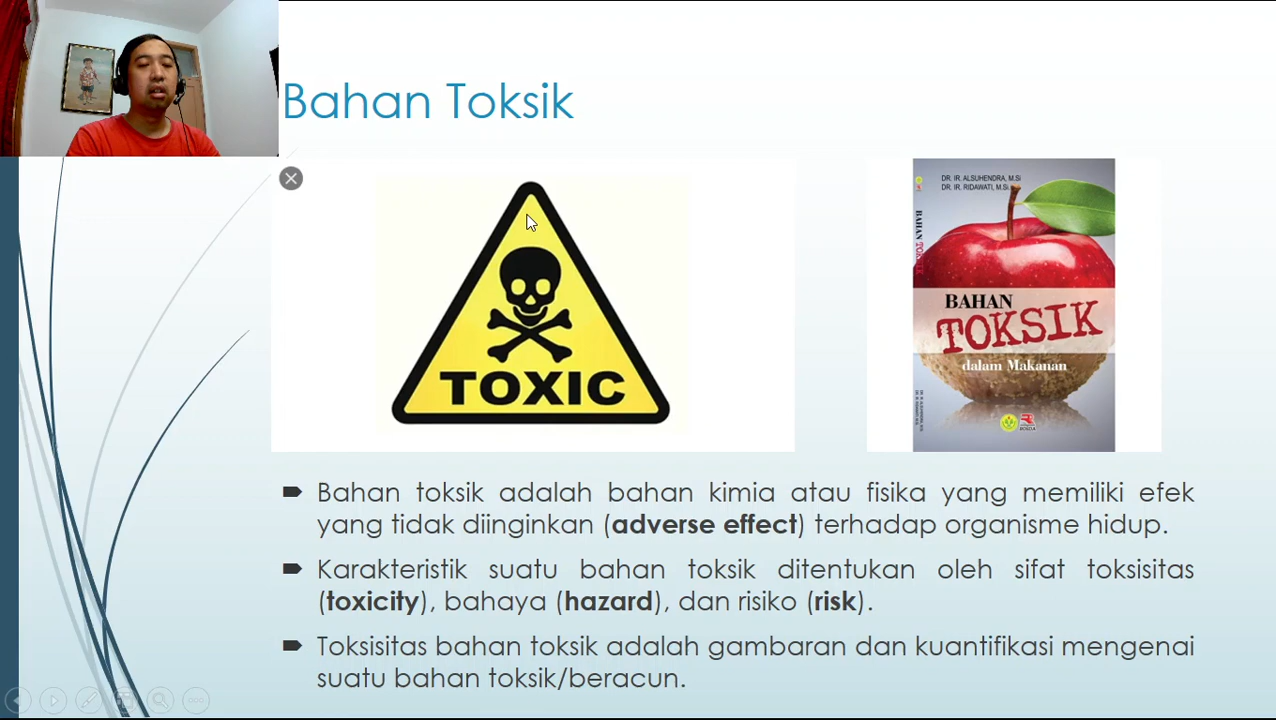 Bahan Toksik
TOXIC
DR. IR. ALSUHENDRA, M.Si
DR. IR. RIDAWATI, M.Si
BAHAN
TOKSIK
dalam Makanan
Bahan toksik adalah bahan kimia atau fisika yang memiliki efek
yang tidak diinginkan (adverse effect) terhadap organisme hidup.
Karakteristik suatu bahan toksik ditentukan oleh sifat toksisitas
(toxicity), bahaya (hazard), dan risiko (risk).
Toksisitas bahan toksik adalah gambaran dan kuantifikasi mengenai
suatu bahan toksik/beracun.